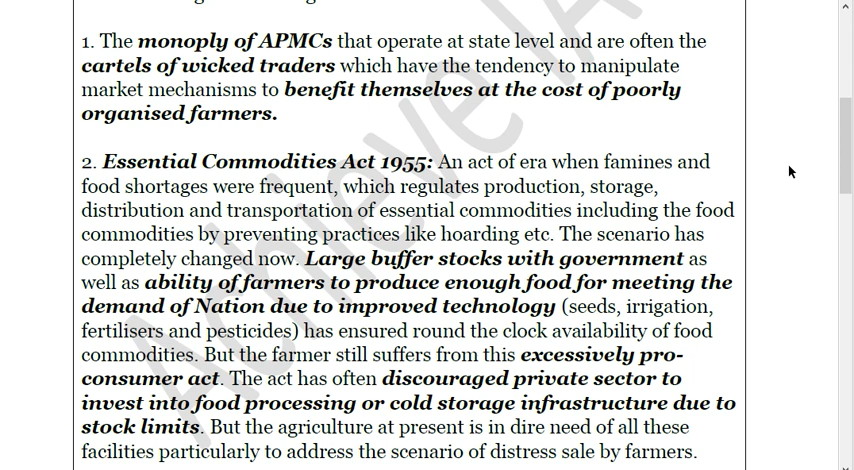 1. The monoply of APMCs that operate at state level and are often the
cartels of wicked traders which have the tendency to manipulate
market mechanisms to benefit themselves at the cost of poorly
organised farmers.
2. Essential Commodities Act 1955: An act of era when famines and
food shortages were frequent, which regulates production, storage,
distribution and transportation of essential commodities including the food
commodities by preventing practices like hoarding etc. The scenario has
completely changed now. Large buffer stocks with government as
well as ability of farmers to produce enough food for meeting the
demand of Nation due to improved technology (seeds, irrigation,
fertilisers and pesticides) has ensured round the clock availability of food
commodities. But the farmer still suffers from this excessively pro-
consumer act. The act has often discouraged private sector to
invest into food processing or cold storage infrastructure due to
stock limits. But the agriculture at present is in dire need of all these
facilities particularly to address the scenario of distress sale by farmers.
Achieve IA